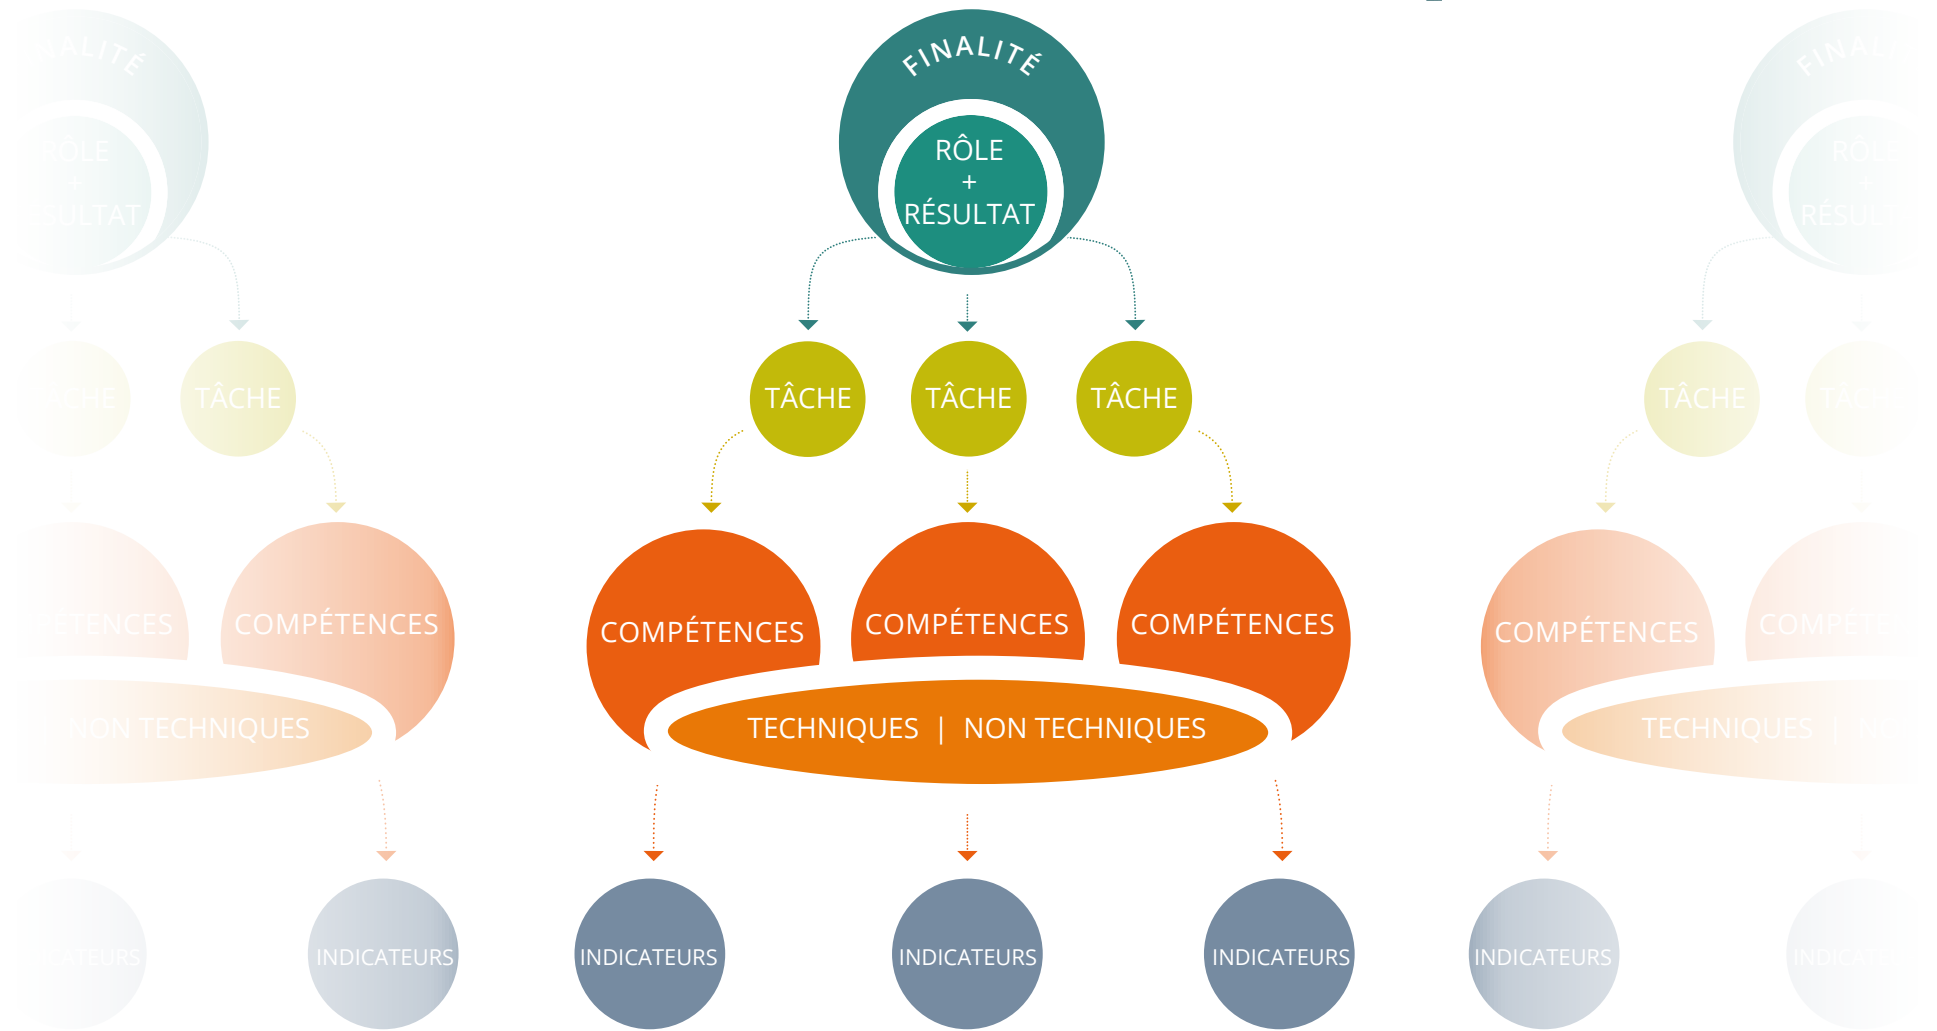 FINALITÉ
RÔLE
+
RÉSULTAT
TÂCHE
TÂCHE
TÂCHE
TÂCHE
TÂCHE
COMPÉTENCES
COMPÉTENCES
COMPÉTENCES
COMPÉTENCES
COMPÉTENCES
NON TECHNIQUES
TECHNIQUES | NON TECHNIQUES
TECHNIQUES |
INDICATEURS
INDICATEURS
INDICATEURS
INDICATEURS
INDICATEURS